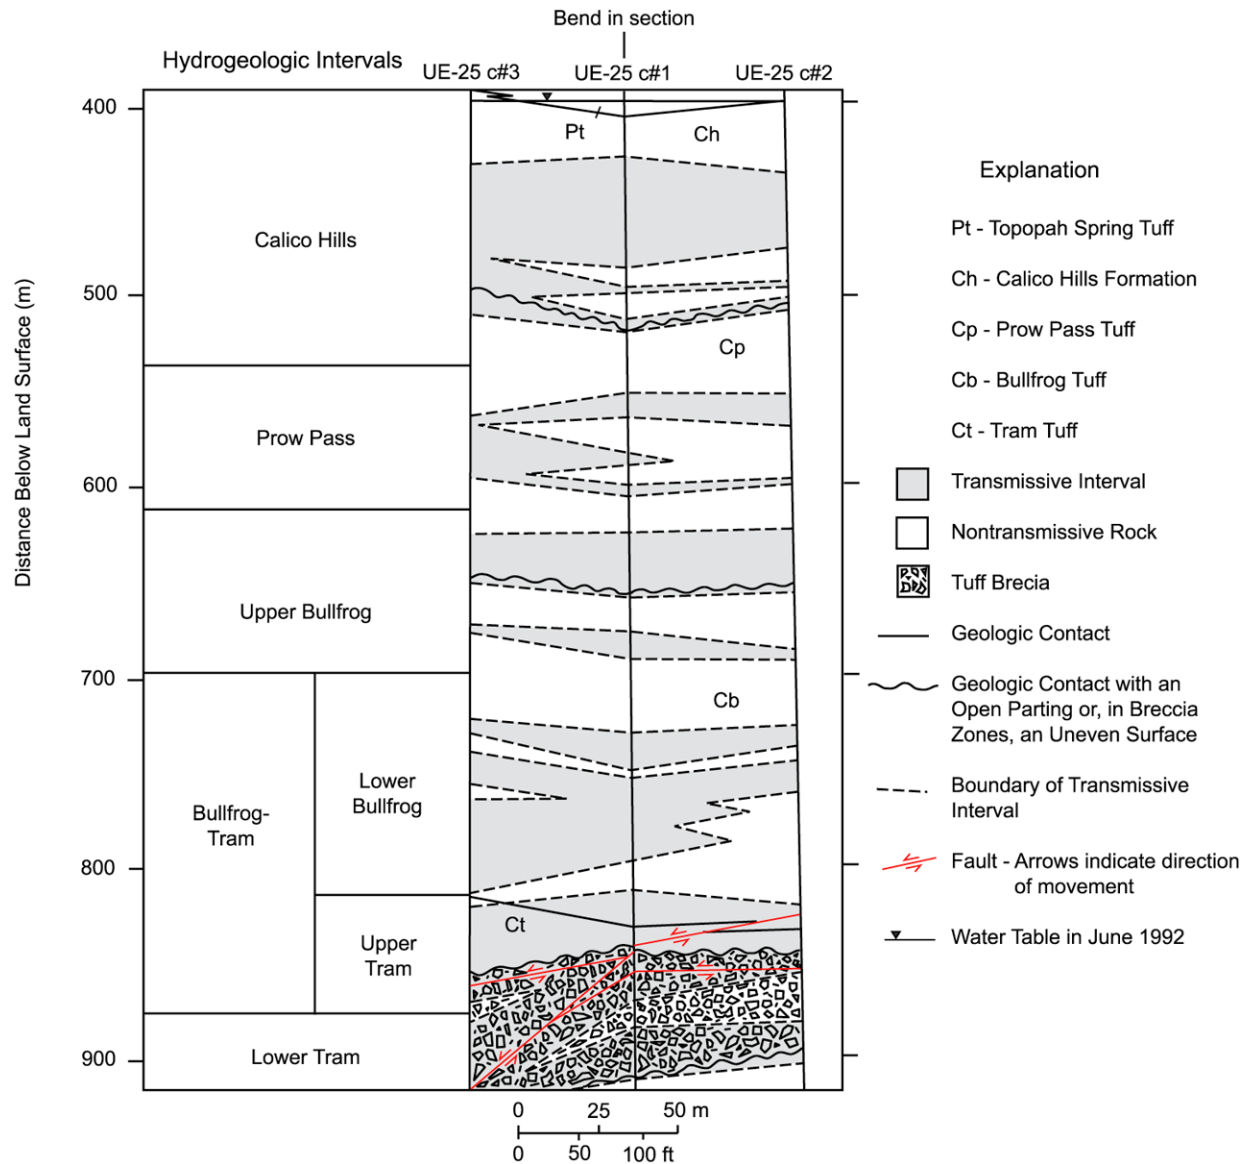 Bend in section
Hydrogeologic Intervals
UE-25 c#3
UE-25 c#1
UE-25 c#2
Distance Below Land Surface (m)
400
500
600
700
800
900
Calico Hills
Prow Pass
Upper Bullfrog
Bullfrog-
Tram
Lower
Bullfrog
Upper
Tram
Lower Tram
Pt
Ch
Cp
Cb
Ct
0
25
50 m
0
50
100 ft
Explanation
Pt - Topopah Spring Tuff
Ch - Calico Hills Formation
Cp - Prow Pass Tuff
Cb - Bullfrog Tuff
Ct - Tram Tuff
Transmissive Interval
Nontransmissive Rock
Tuff Brecia
Geologic Contact
Geologic Contact with an
Open Parting or, in Breccia
Zones, an Uneven Surface
Boundary of Transmissive
Interval
Fault - Arrows indicate direction
of movement
Water Table in June 1992